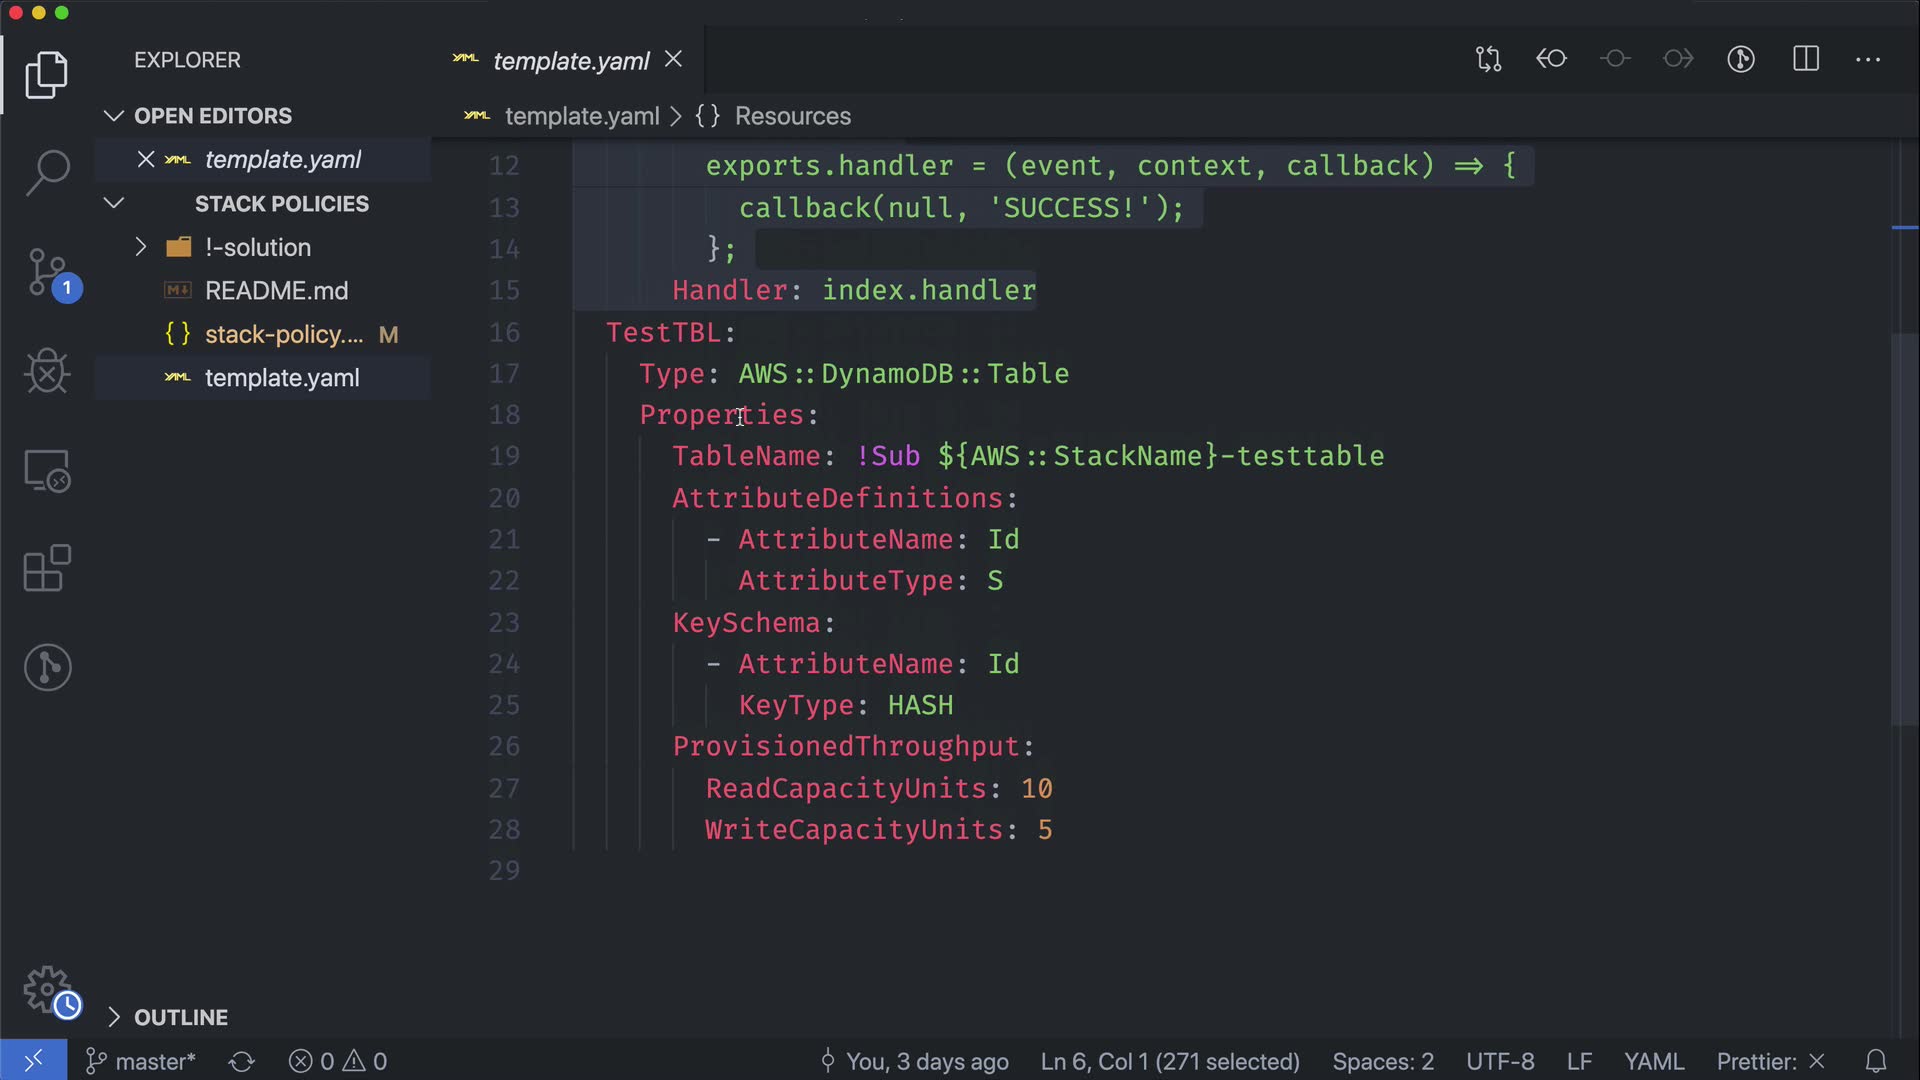 EXPLORER
OPEN EDITORS
template.yaml
STACK POLICIES
!-solution
README.md
stack-policy.... M
template.yaml
OUTLINE
template.yaml
template.yaml > {} Resources
12 exports.handler = (event, context, callback) => {
13 callback(null, 'SUCCESS!');
14 };
15 Handler: index.handler
16 TestTBL:
17 Type: AWS::DynamoDB::Table
18 Properties:
19 TableName: !Sub ${AWS::StackName}-testtable
20 AttributeDefinitions:
21 - AttributeName: Id
22 AttributeType: S
23 KeySchema:
24 - AttributeName: Id
25 KeyType: HASH
26 ProvisionedThroughput:
27 ReadCapacityUnits: 10
28 WriteCapacityUnits: 5
29
1
master* 0 0 You, 3 days ago Ln 6, Col 1 (271 selected) Spaces: 2 UTF-8 LF YAML Prettier: ×